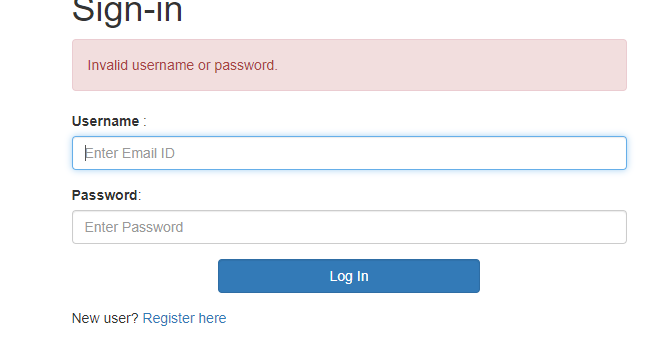 Sign-in
Invalid username or password.
Username :
Enter Email ID
Password:
Enter Password
Log In
New user? Register here